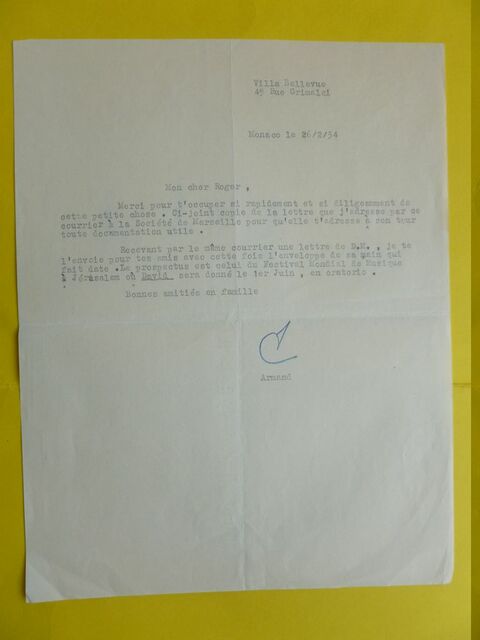 Villa Bellevue
45 Rue Grimaldi
Monaco le 26/2/54
Mon cher Roger,
Merci pour t'occuper si rapidement et si diligemment de
cette petite chose . Ci-joint copie de la lettre que j'adresse par ce
courrier à la Société de Marseille pour qu'elle t'adresse à son tour
toute documentation utile .
Recevant par le même courrier une lettre de D.M. , je te
l'envoie pour tes amis avec cette fois l'enveloppe de sa main qui
fait date .Le prospectus est celui du Festival Mondial de Musique
à Jérusalem où David sera donné le 1er Juin , en oratorio .
Bonnes amitiés en famille
Armand